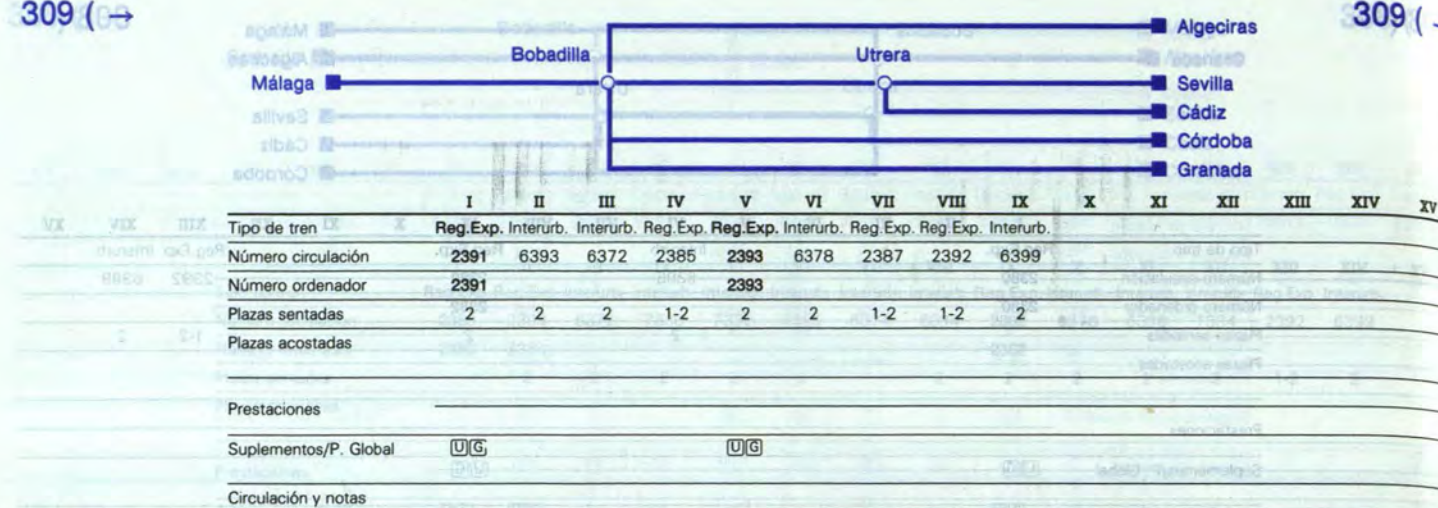 309 (→ 309 (
Algeciras
Bobadilla Utrera
Málaga Sevilla
Cádiz
Córdoba
Granada
I II III IV V VI VII VIII IX X XI XII XIII XIV XV
Tipo de tren Reg.Exp. Interurb. Interurb. Reg.Exp. Reg.Exp. Interurb. Reg.Exp. Reg.Exp. Interurb.
Número circulación 2391 6393 6372 2385 2393 6378 2387 2392 6399
Número ordenador 2391 2393
Plazas sentadas 2 2 2 1-2 2 2 1-2 1-2 2
Plazas acostadas
Prestaciones
Suplementos/P. Global U G U G
Circulación y notas